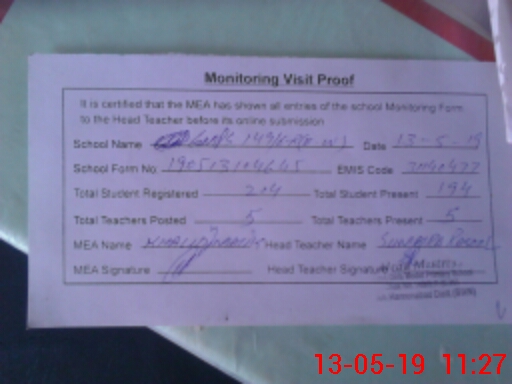 Monitoring Visit Proof
It is certified that the MEA has shown all entries of the school Monitoring Form
to the Head Teacher before its online submission
School Name 149 Date 13-5-19
School Form No. EMIS Code
Total Student Registered 204 Total Student Present 194
Total Teachers Posted 5 Total Teachers Present 5
MEA Name Head Teacher Name
MEA Signature Head Teacher Signature
13-05-19 11:27